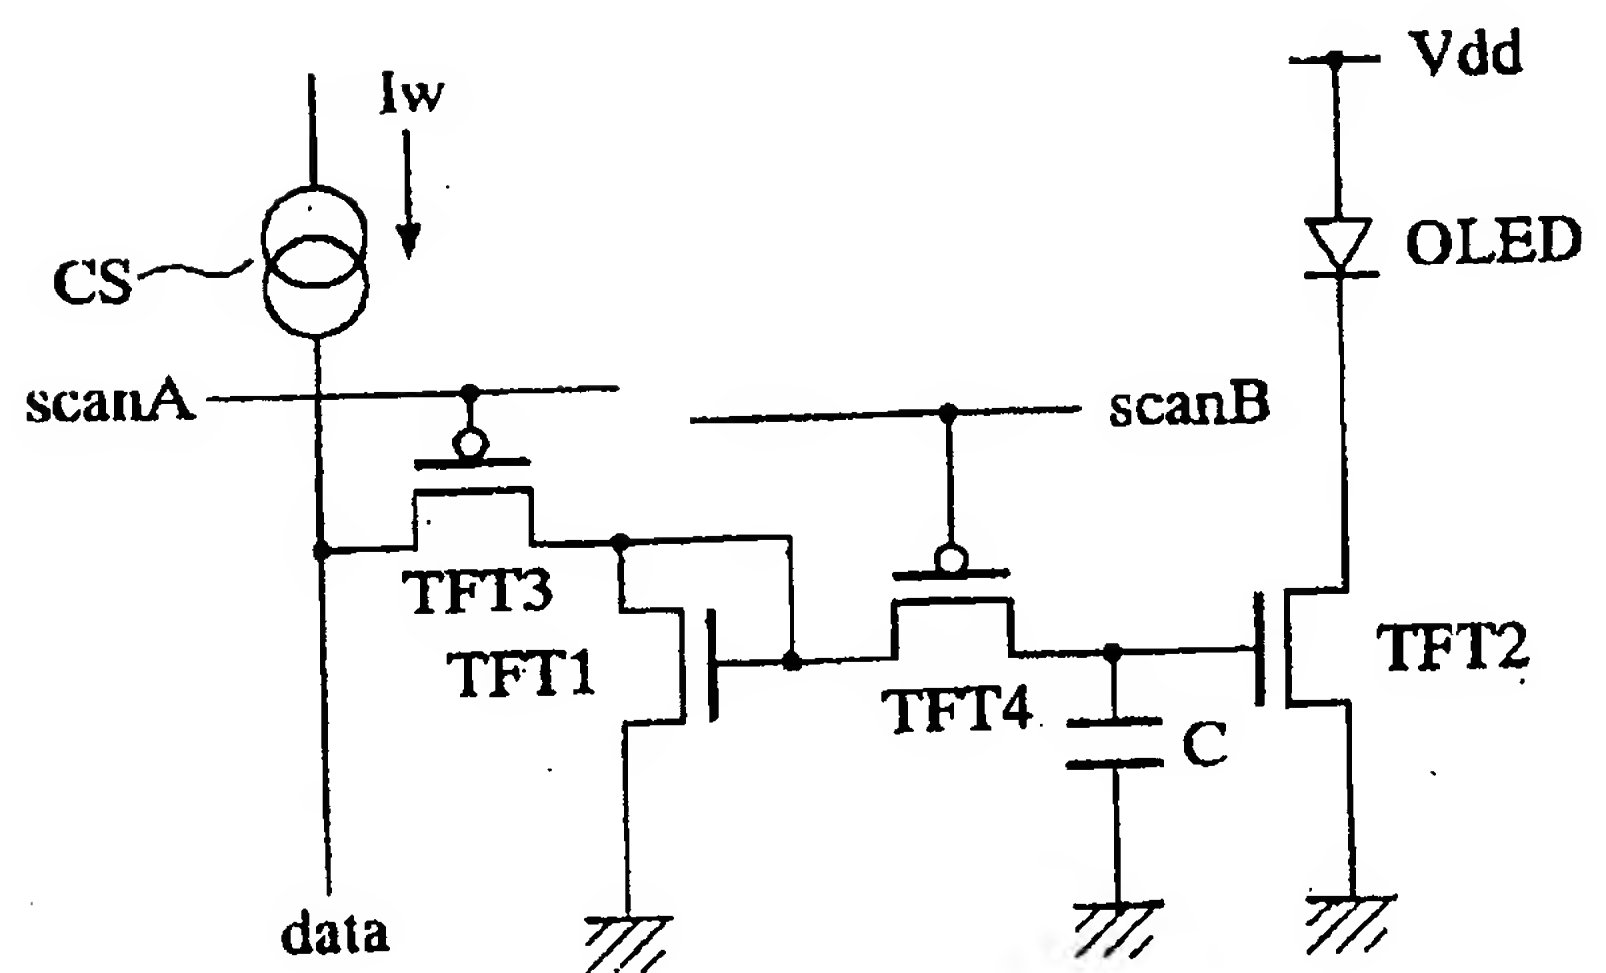 Vdd
Iw
OLED
CS
scanA
scanB
TFT3
TFT1
TFT2
TFT4
C
data